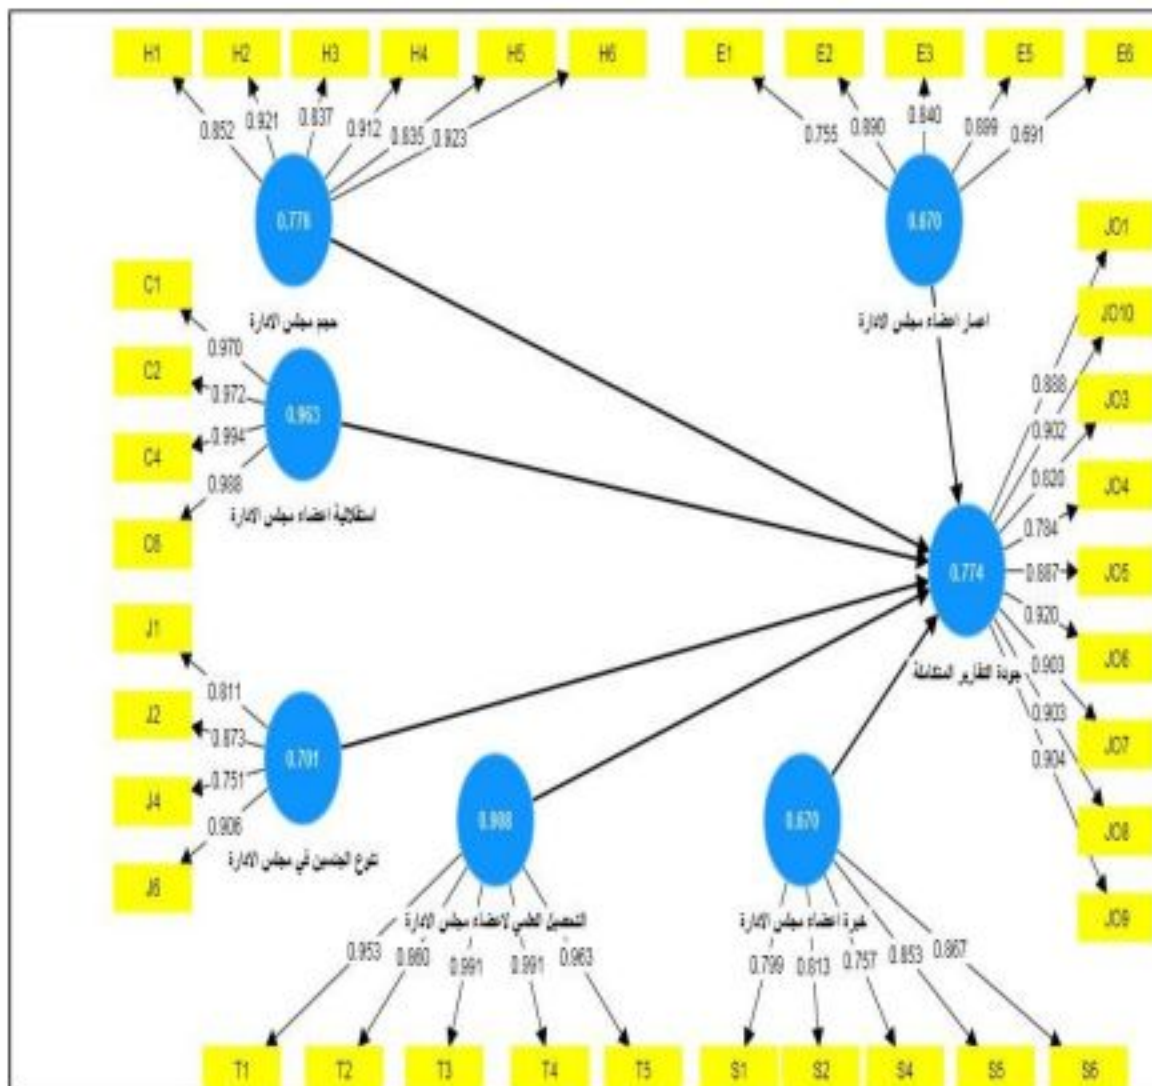 H1 H2 H3 H4 H5 H6 E1 E2 E3 E5 E6
0.852 0.921 0.837 0.912 0.835 0.923
0.755 0.890 0.840 0.899 0.691
0.778
حجم مجلس الادارة
0.670
اعمار اعضاء مجلس الادارة
C1
C2
C4
0.970
0.972
0.994
0.988
0.963
استقلالية اعضاء مجلس الادارة
JO1
JO10
JO3
JO4
JO5
JO6
JO7
JO8
JO9
0.888
0.902
0.820
0.784
0.887
0.920
0.903
0.903
0.904
0.774
جودة التقارير المتكاملة
J1
J2
J4
J6
0.811
0.873
0.751
0.906
0.701
تنوع الجنسين في مجلس الادارة
التحصيل العلمي لاعضاء مجلس الادارة
0.953 0.991 0.991 0.963
0.670
خبرة اعضاء مجلس الادارة
0.799 0.813 0.757 0.853 0.867
T1 T2 T3 T4 T5 S1 S2 S4 S5 S6